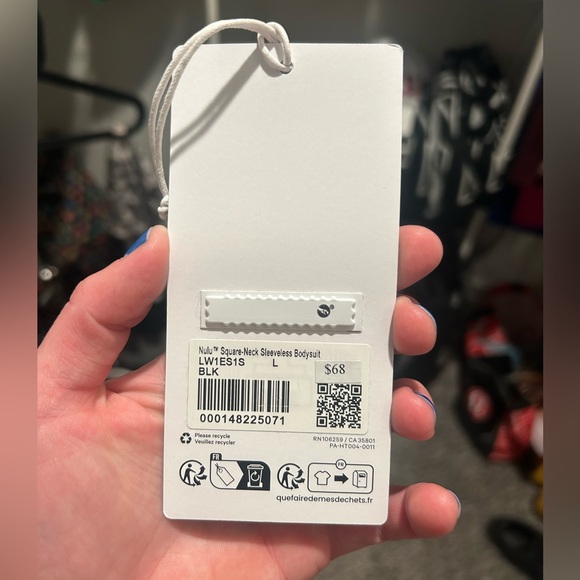 Nulu™ Square-Neck Sleeveless Bodysuit
LW1ES1S L
BLK
$68
000148225071
Please recycle
Veuillez recycler
RN106259 / CA35801
PA-HT004-0011
FR
FR
quefairedemesdechets.fr